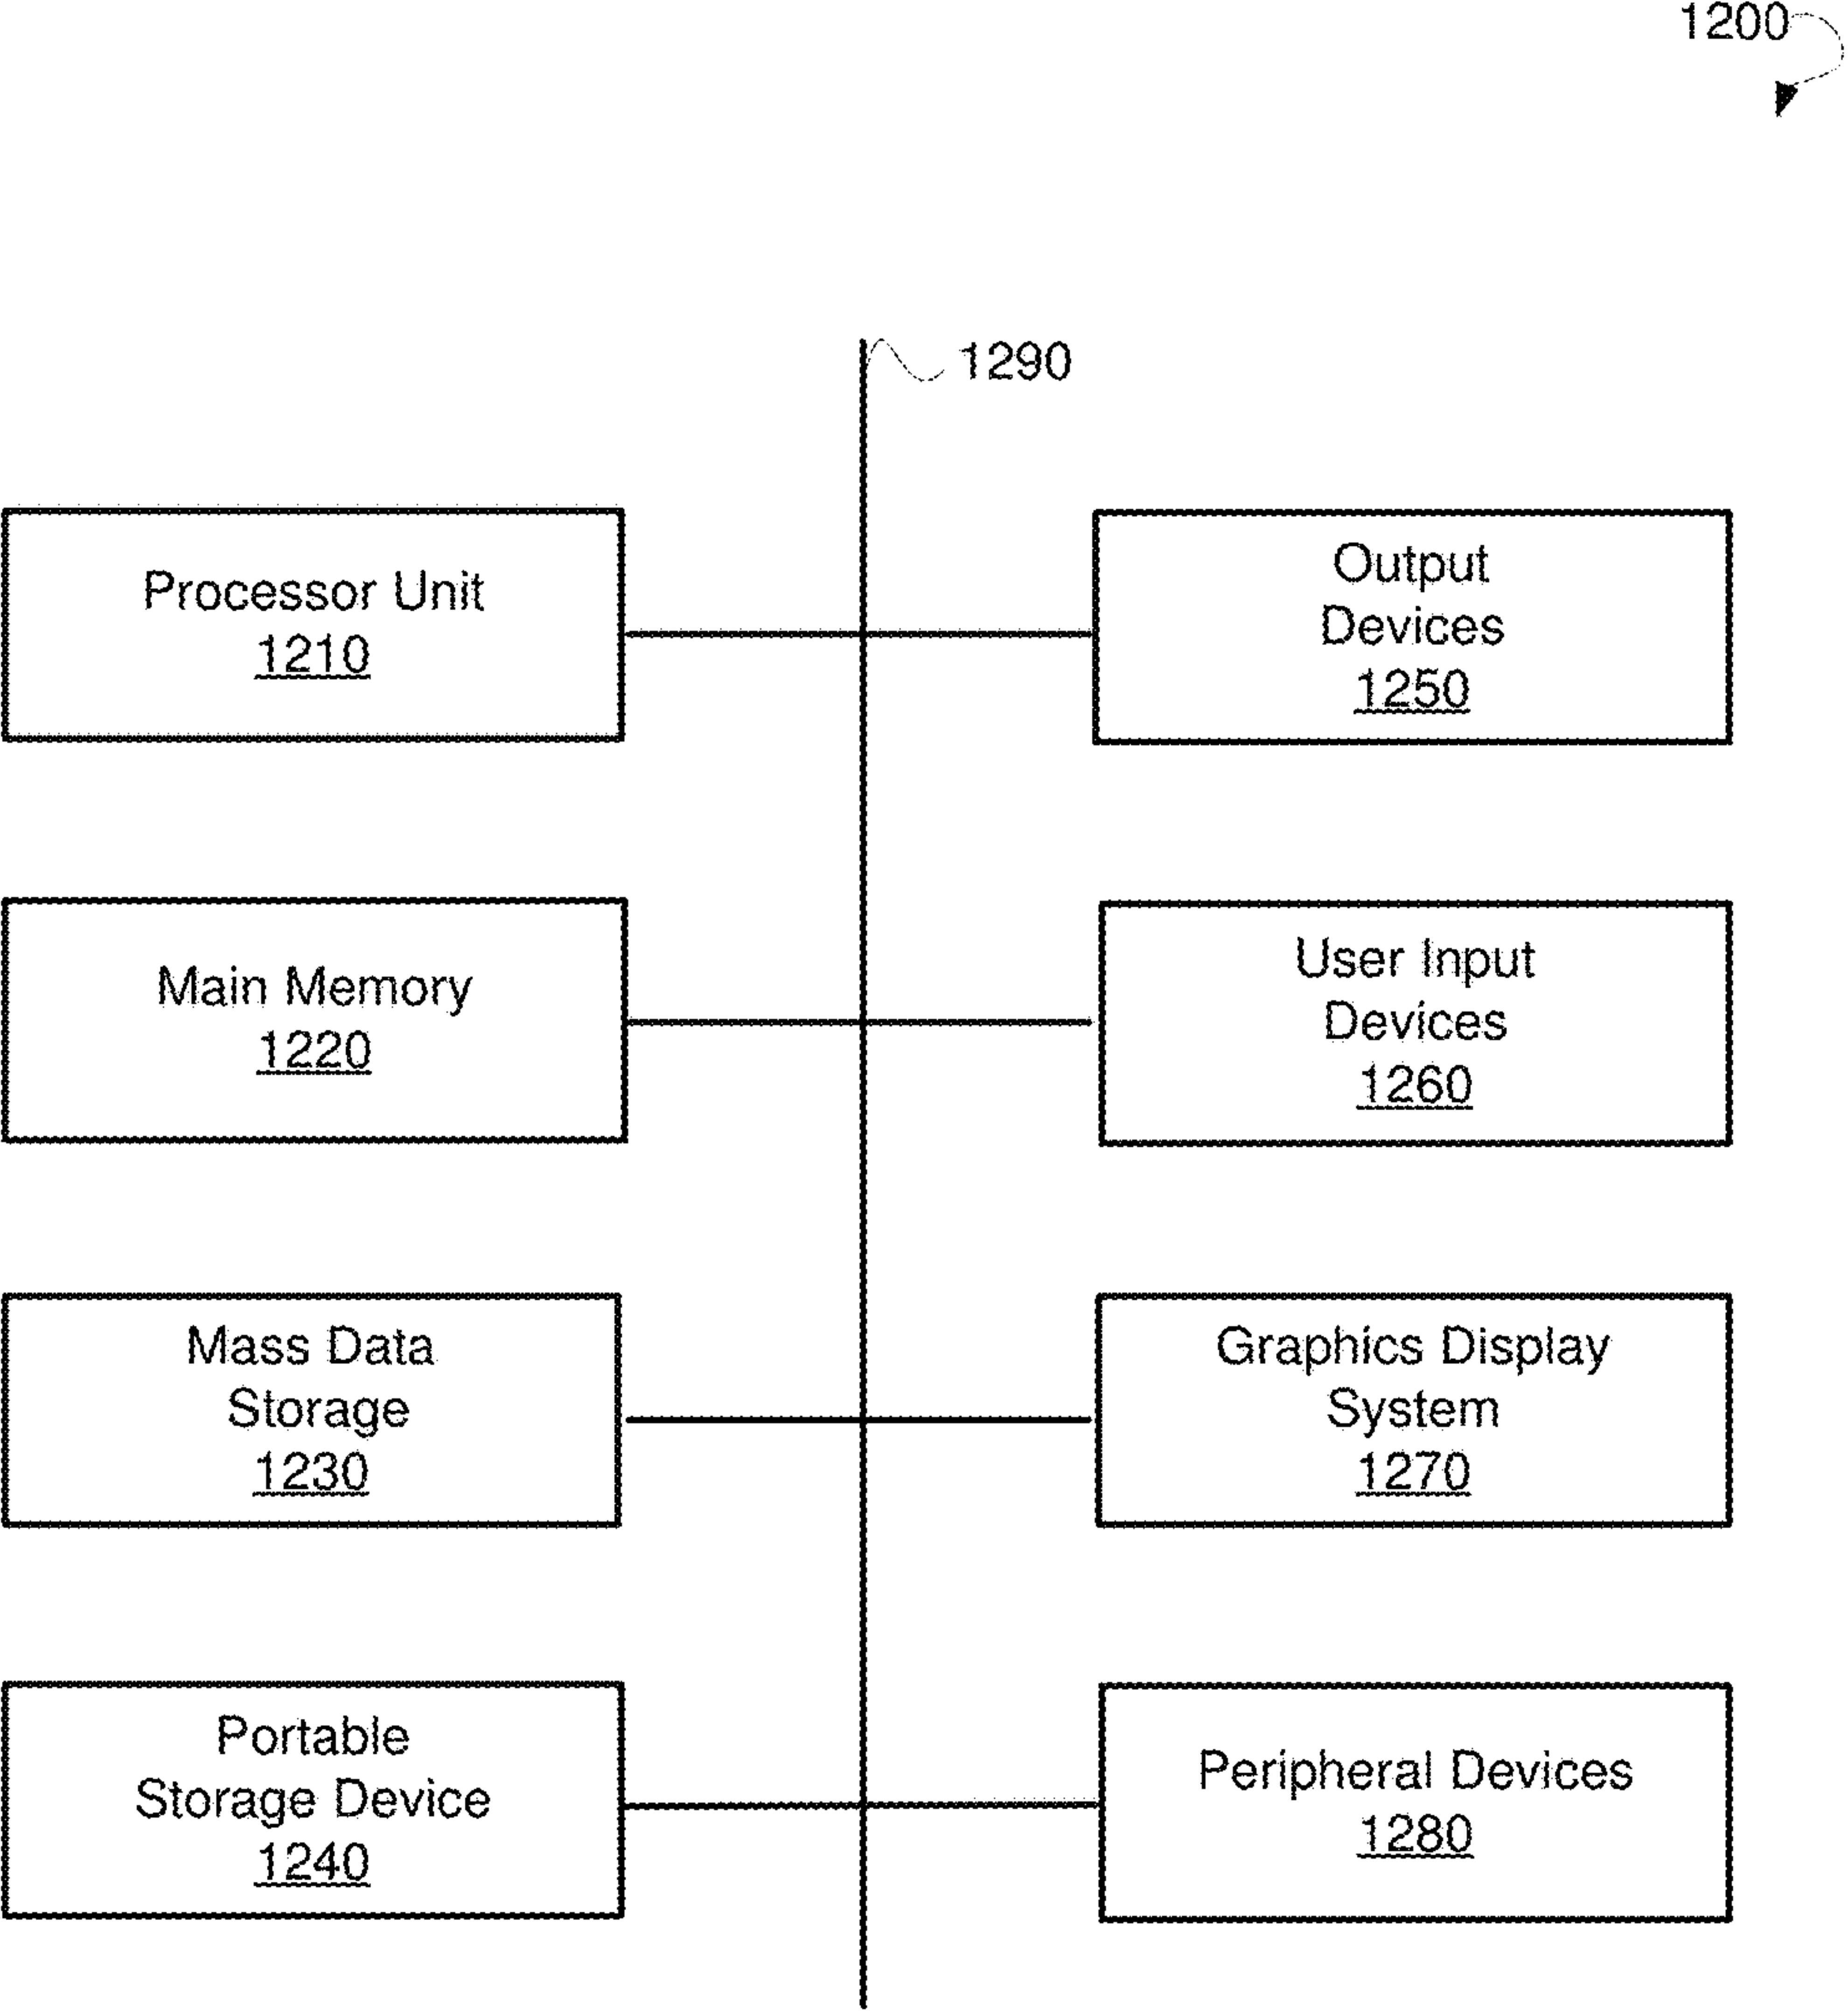 1200
1290
Processor Unit
1210
Output
Devices
1250
Main Memory
1220
User Input
Devices
1260
Mass Data
Storage
1230
Graphics Display
System
1270
Portable
Storage Device
1240
Peripheral Devices
1280